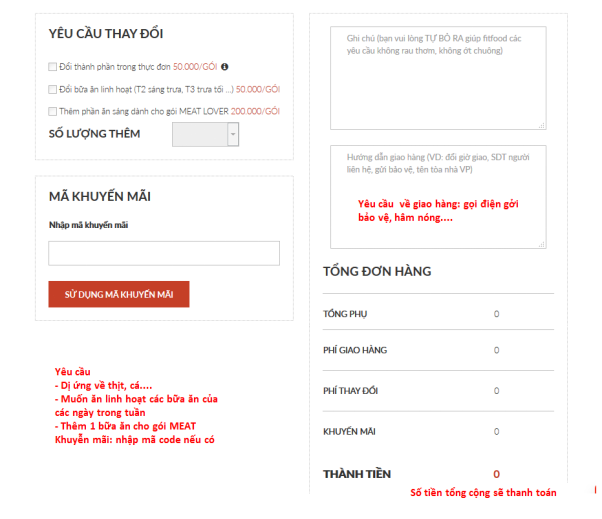 YÊU CẦU THAY ĐỔI
Đổi thành phần trong thực đơn 50.000/GÓI
Đổi bữa ăn linh hoạt (T2 sáng trưa, T3 trưa tối ...) 50.000/GÓI
Thêm phần ăn sáng dành cho gói MEAT LOVER 200.000/GÓI
SỐ LƯỢNG THÊM
MÃ KHUYẾN MÃI
Nhập mã khuyến mãi
SỬ DỤNG MÃ KHUYẾN MÃI
Yêu cầu
- Dị ứng về thịt, cá....
- Muốn ăn linh hoạt các bữa ăn của
các ngày trong tuần
- Thêm 1 bữa ăn cho gói MEAT
Khuyễn mãi: nhập mã code nếu có
Ghi chú (bạn vui lòng TỰ BỎ RA giúp fitfood các
yêu cầu không rau thơm, không ớt chuông)
Hướng dẫn giao hàng (VD: đổi giờ giao, SDT người
liên hệ, gửi bảo vệ, tên tòa nhà VP)
Yêu cầu về giao hàng: gọi điện gởi
bảo vệ, hâm nóng....
TỔNG ĐƠN HÀNG
TỔNG PHỤ 0
PHÍ GIAO HÀNG 0
PHÍ THAY ĐỔI 0
KHUYẾN MÃI 0
THÀNH TIỀN 0
Số tiền tổng cộng sẽ thanh toán